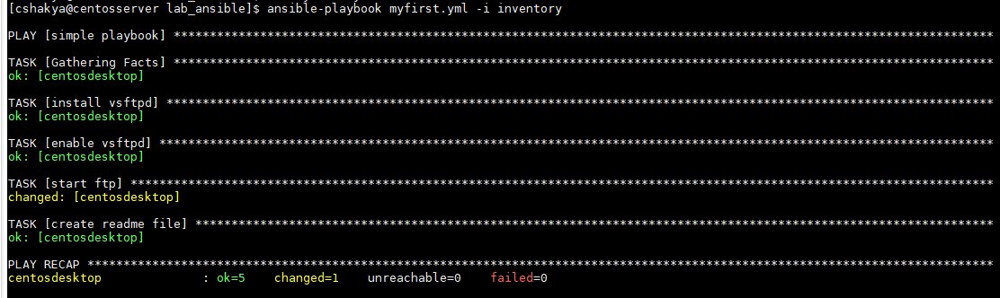 [cshakya@centosserver lab_ansible]$ ansible-playbook myfirst.yml -i inventory
PLAY [simple playbook] ******************************************************************************************************************
TASK [Gathering Facts] ******************************************************************************************************************
ok: [centosdesktop]
TASK [install vsftpd] *******************************************************************************************************************
ok: [centosdesktop]
TASK [enable vsftpd] ********************************************************************************************************************
ok: [centosdesktop]
TASK [start ftp] ************************************************************************************************************************
changed: [centosdesktop]
TASK [create readme file] ***************************************************************************************************************
ok: [centosdesktop]
PLAY RECAP ******************************************************************************************************************************
centosdesktop              : ok=5    changed=1    unreachable=0    failed=0